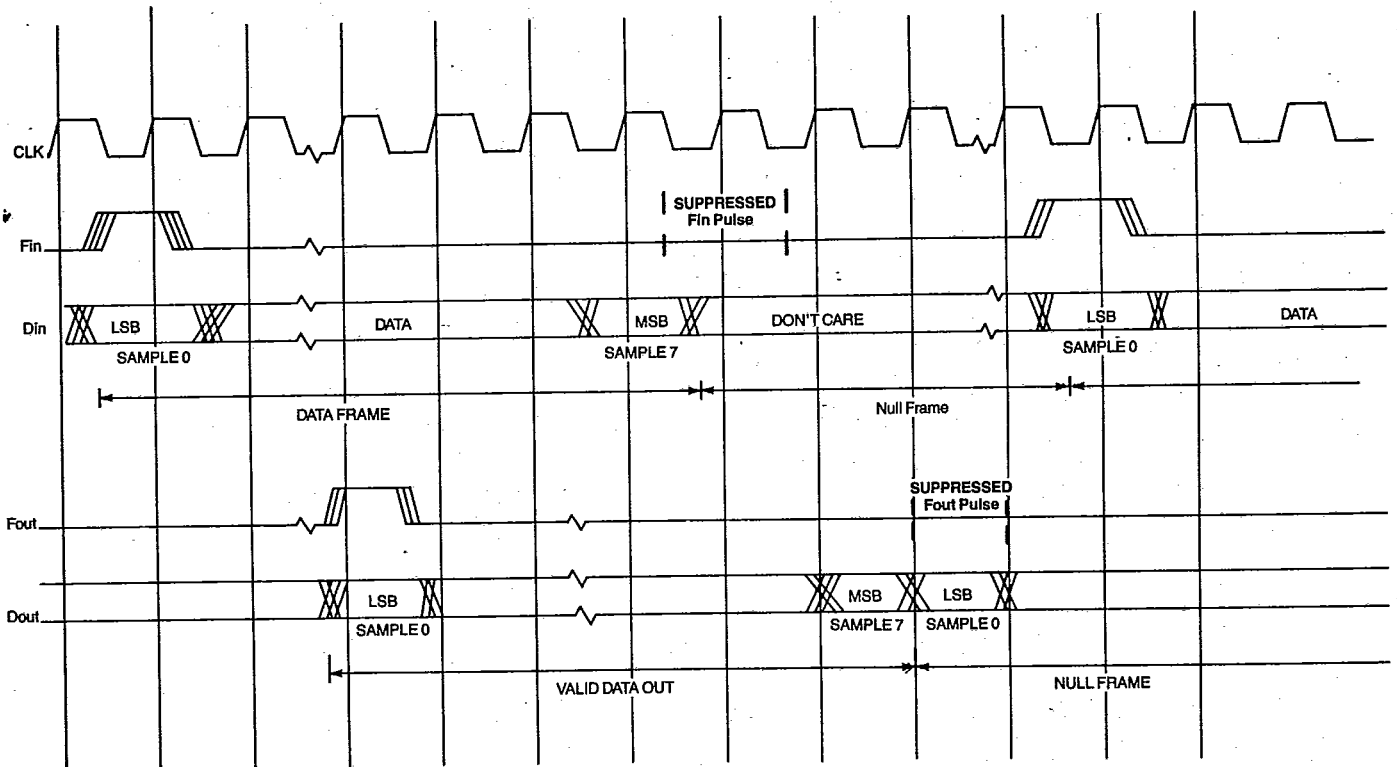 CLK
SUPPRESSED
Fin Pulse
Fin
Din
LSB
DATA
MSB
DON'T CARE
LSB
DATA
SAMPLE 0
SAMPLE 7
SAMPLE 0
DATA FRAME
Null Frame
SUPPRESSED
Fout Pulse
Fout
LSB
MSB
LSB
Dout
SAMPLE 0
SAMPLE 7
SAMPLE 0
VALID DATA OUT
NULL FRAME